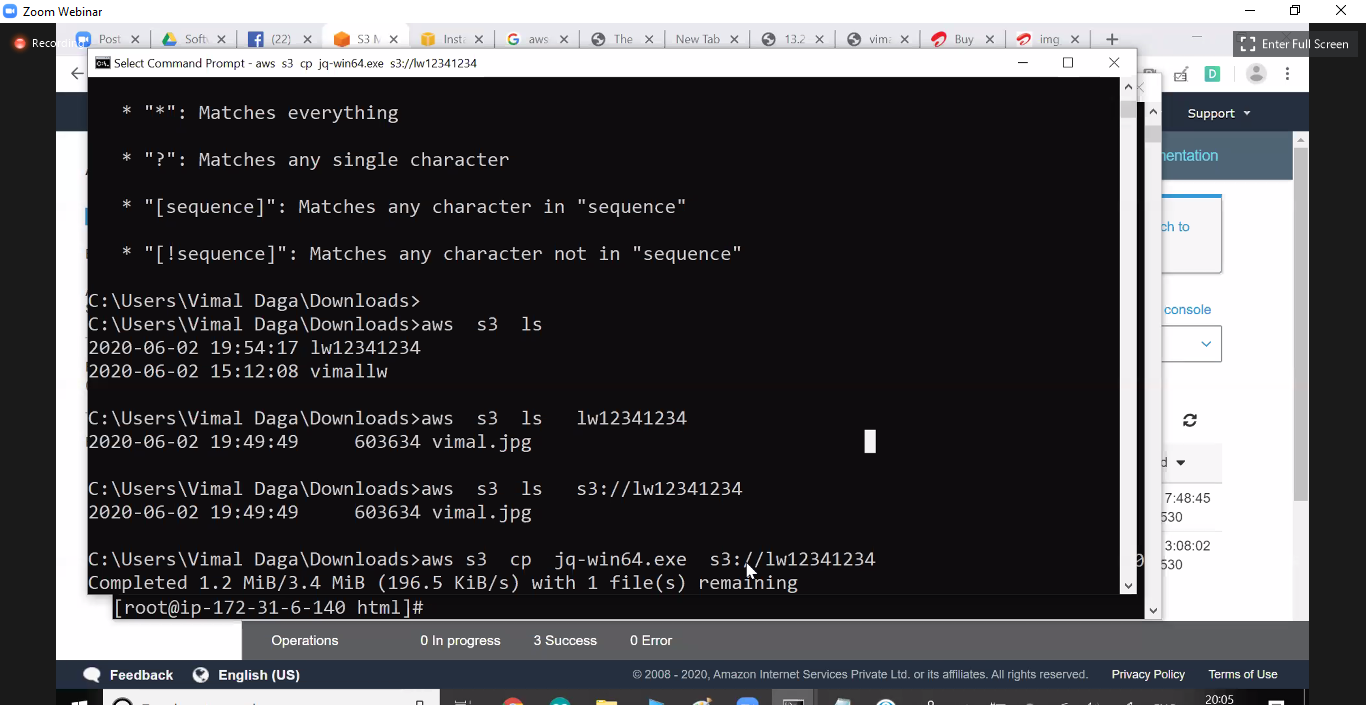 Zoom Webinar
Recording
Post
Soft
(22)
S3 M
Inst
aws
The
New Tab
13.2
vim
Buy
img
Enter Full Screen
Select Command Prompt - aws s3 cp jq-win64.exe s3://lw12341234
Support
* "*": Matches everything
* "?": Matches any single character
* "[sequence]": Matches any character in "sequence"
* "[!sequence]": Matches any character not in "sequence"
C:\Users\Vimal Daga\Downloads>
C:\Users\Vimal Daga\Downloads>aws s3 ls
2020-06-02 19:54:17 lw12341234
2020-06-02 15:12:08 vimallw
C:\Users\Vimal Daga\Downloads>aws s3 ls lw12341234
2020-06-02 19:49:49 603634 vimal.jpg
C:\Users\Vimal Daga\Downloads>aws s3 ls s3://lw12341234
2020-06-02 19:49:49 603634 vimal.jpg
C:\Users\Vimal Daga\Downloads>aws s3 cp jq-win64.exe s3://lw12341234
Completed 1.2 MiB/3.4 MiB (196.5 KiB/s) with 1 file(s) remaining
[root@ip-172-31-6-140 html]#
entation
ch to
console
d
7:48:45
530
3:08:02
530
Operations
0 In progress
3 Success
0 Error
Feedback
English (US)
© 2008 - 2020, Amazon Internet Services Private Ltd. or its affiliates. All rights reserved.
Privacy Policy
Terms of Use
20:05